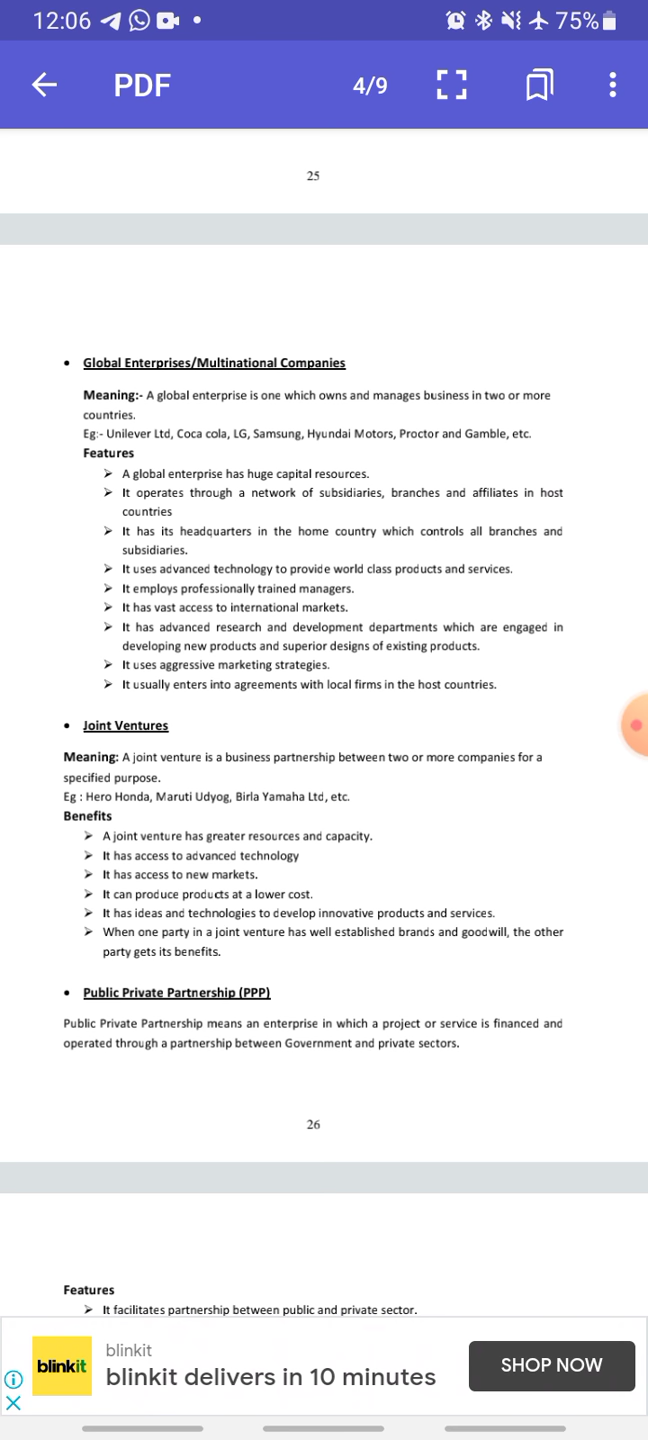 12:06 75%
PDF 4/9
25
• Global Enterprises/Multinational Companies
Meaning:- A global enterprise is one which owns and manages business in two or more
countries.
Eg:- Unilever Ltd, Coca cola, LG, Samsung, Hyundai Motors, Proctor and Gamble, etc.
Features
➤ A global enterprise has huge capital resources.
➤ It operates through a network of subsidiaries, branches and affiliates in host
countries
➤ It has its headquarters in the home country which controls all branches and
subsidiaries.
➤ It uses advanced technology to provide world class products and services.
➤ It employs professionally trained managers.
➤ It has vast access to international markets.
➤ It has advanced research and development departments which are engaged in
developing new products and superior designs of existing products.
➤ It uses aggressive marketing strategies.
➤ It usually enters into agreements with local firms in the host countries.
• Joint Ventures
Meaning: A joint venture is a business partnership between two or more companies for a
specified purpose.
Eg : Hero Honda, Maruti Udyog, Birla Yamaha Ltd, etc.
Benefits
➤ A joint venture has greater resources and capacity.
➤ It has access to advanced technology
➤ It has access to new markets.
➤ It can produce products at a lower cost.
➤ It has ideas and technologies to develop innovative products and services.
➤ When one party in a joint venture has well established brands and goodwill, the other
party gets its benefits.
• Public Private Partnership (PPP)
Public Private Partnership means an enterprise in which a project or service is financed and
operated through a partnership between Government and private sectors.
26
Features
➤ It facilitates partnership between public and private sector.
blinkit
blinkit
blinkit delivers in 10 minutes
SHOP NOW